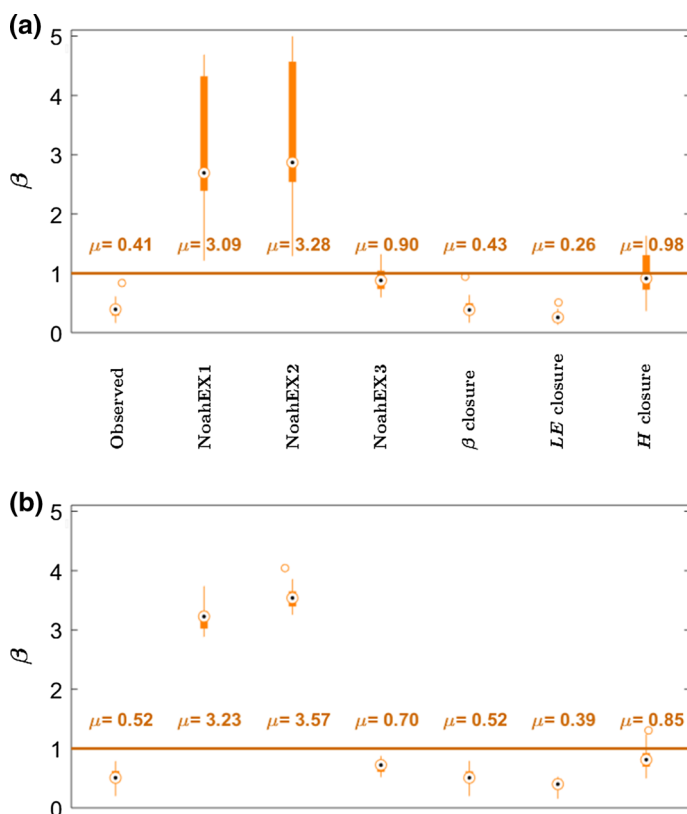 (a)
5
4
3
2
1
0
β
μ= 0.41 μ= 3.09 μ= 3.28 μ= 0.90 μ= 0.43 μ= 0.26 μ= 0.98
Observed
NoahEX1
NoahEX2
NoahEX3
β closure
LE closure
H closure
(b)
5
4
3
2
1
0
β
μ= 0.52 μ= 3.23 μ= 3.57 μ= 0.70 μ= 0.52 μ= 0.39 μ= 0.85